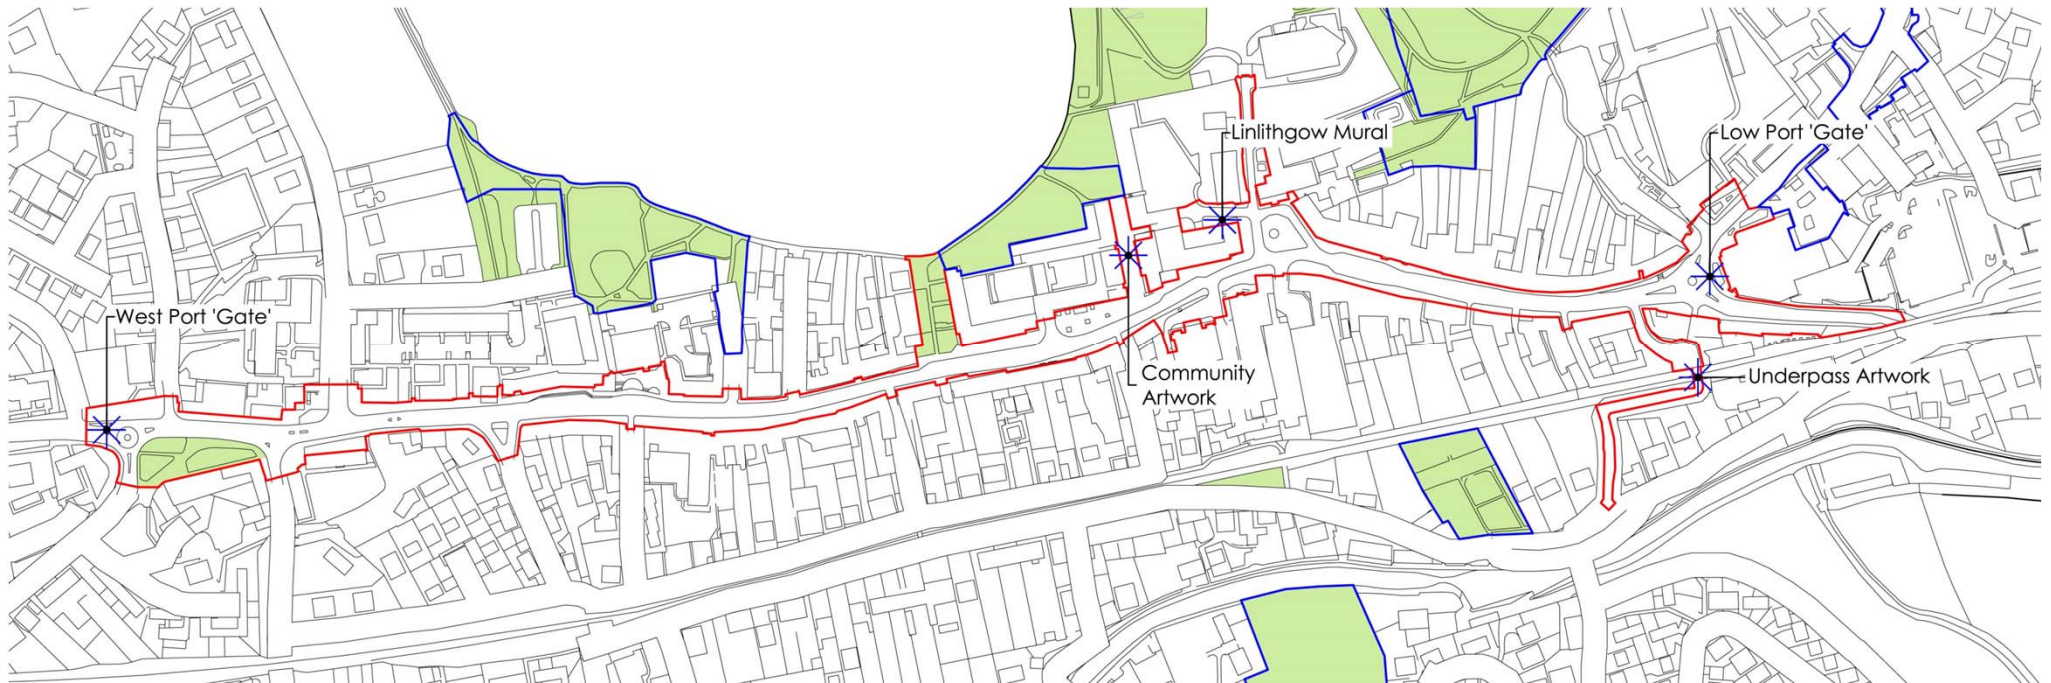 Linlithgow Mural
Low Port 'Gate'
West Port 'Gate'
Community
Artwork
Underpass Artwork